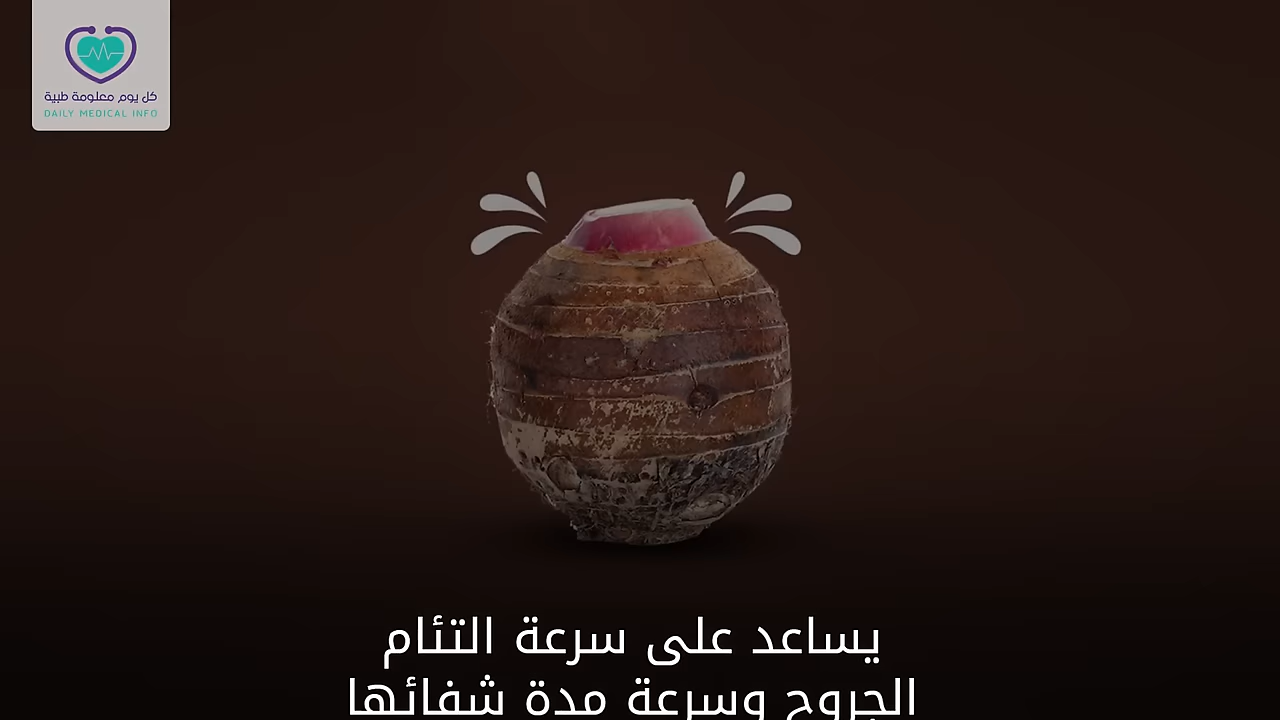 كل يوم معلومة طبية
DAILY MEDICAL INFO
يساعد على سرعة التئام
الجروح وسرعة مدة شفائها